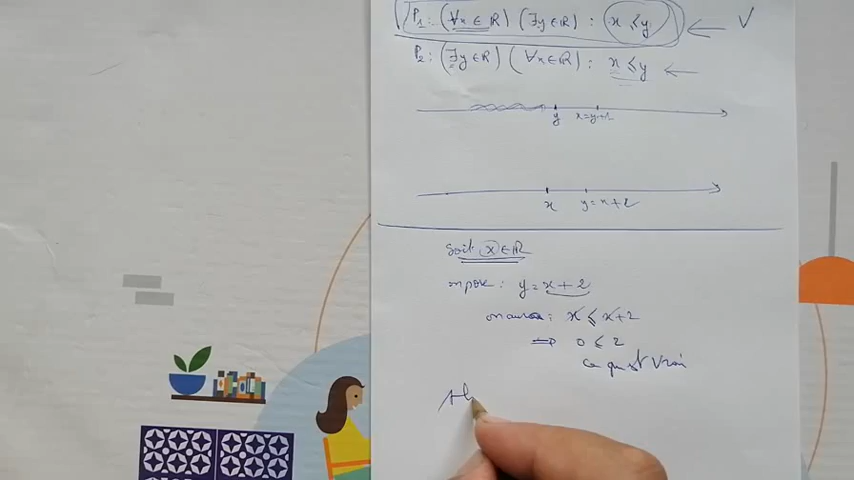 P₁: (∀x ∈ ℝ) (∃y ∈ ℝ) : x ≤ y ← V
P₂: (∃y ∈ ℝ) (∀x ∈ ℝ) : x ≤ y ←
y x=y+1
x y = x+2
Soit x ∈ ℝ
on pose : y = x + 2
on aura : x ≤ x+2
⟹ 0 ≤ 2
ce qui est Vrai